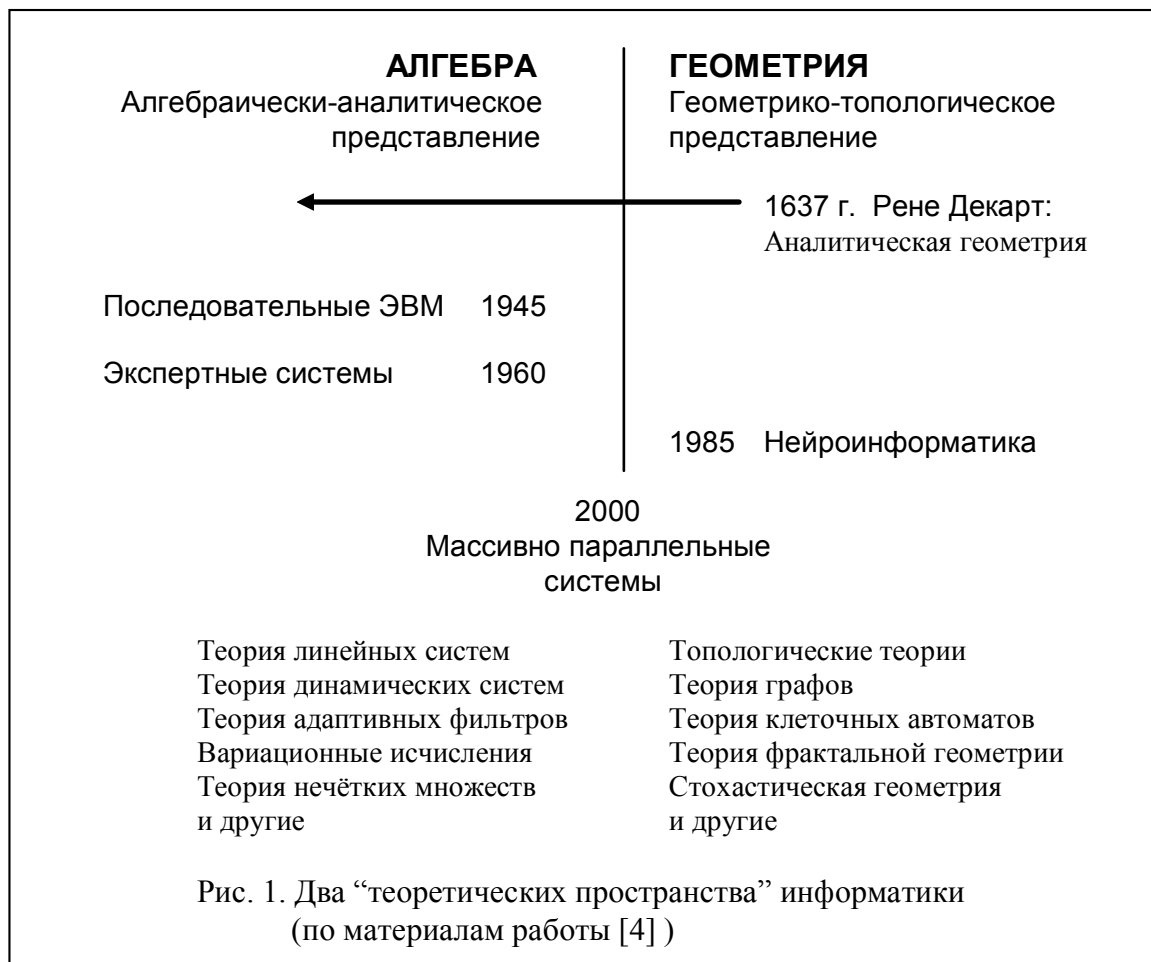 АЛГЕБРА
Алгебраически-аналитическое
представление
ГЕОМЕТРИЯ
Геометрико-топологическое
представление
1637 г. Рене Декарт:
Аналитическая геометрия
Последовательные ЭВМ 1945
Экспертные системы 1960
1985 Нейроинформатика
2000
Массивно параллельные
системы
Теория линейных систем
Теория динамических систем
Теория адаптивных фильтров
Вариационные исчисления
Теория нечётких множеств
и другие
Топологические теории
Теория графов
Теория клеточных автоматов
Теория фрактальной геометрии
Стохастическая геометрия
и другие
Рис. 1. Два “теоретических пространства” информатики
(по материалам работы [4] )